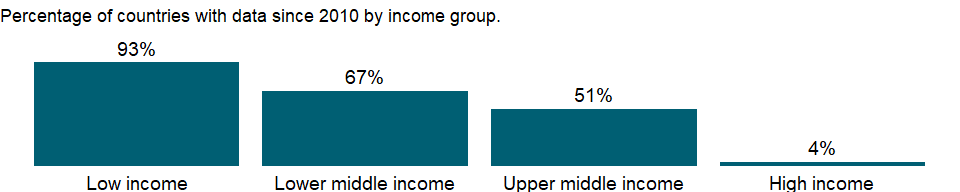 Percentage of countries with data since 2010 by income group.
93%
67%
51%
4%
Low income
Lower middle income
Upper middle income
High income